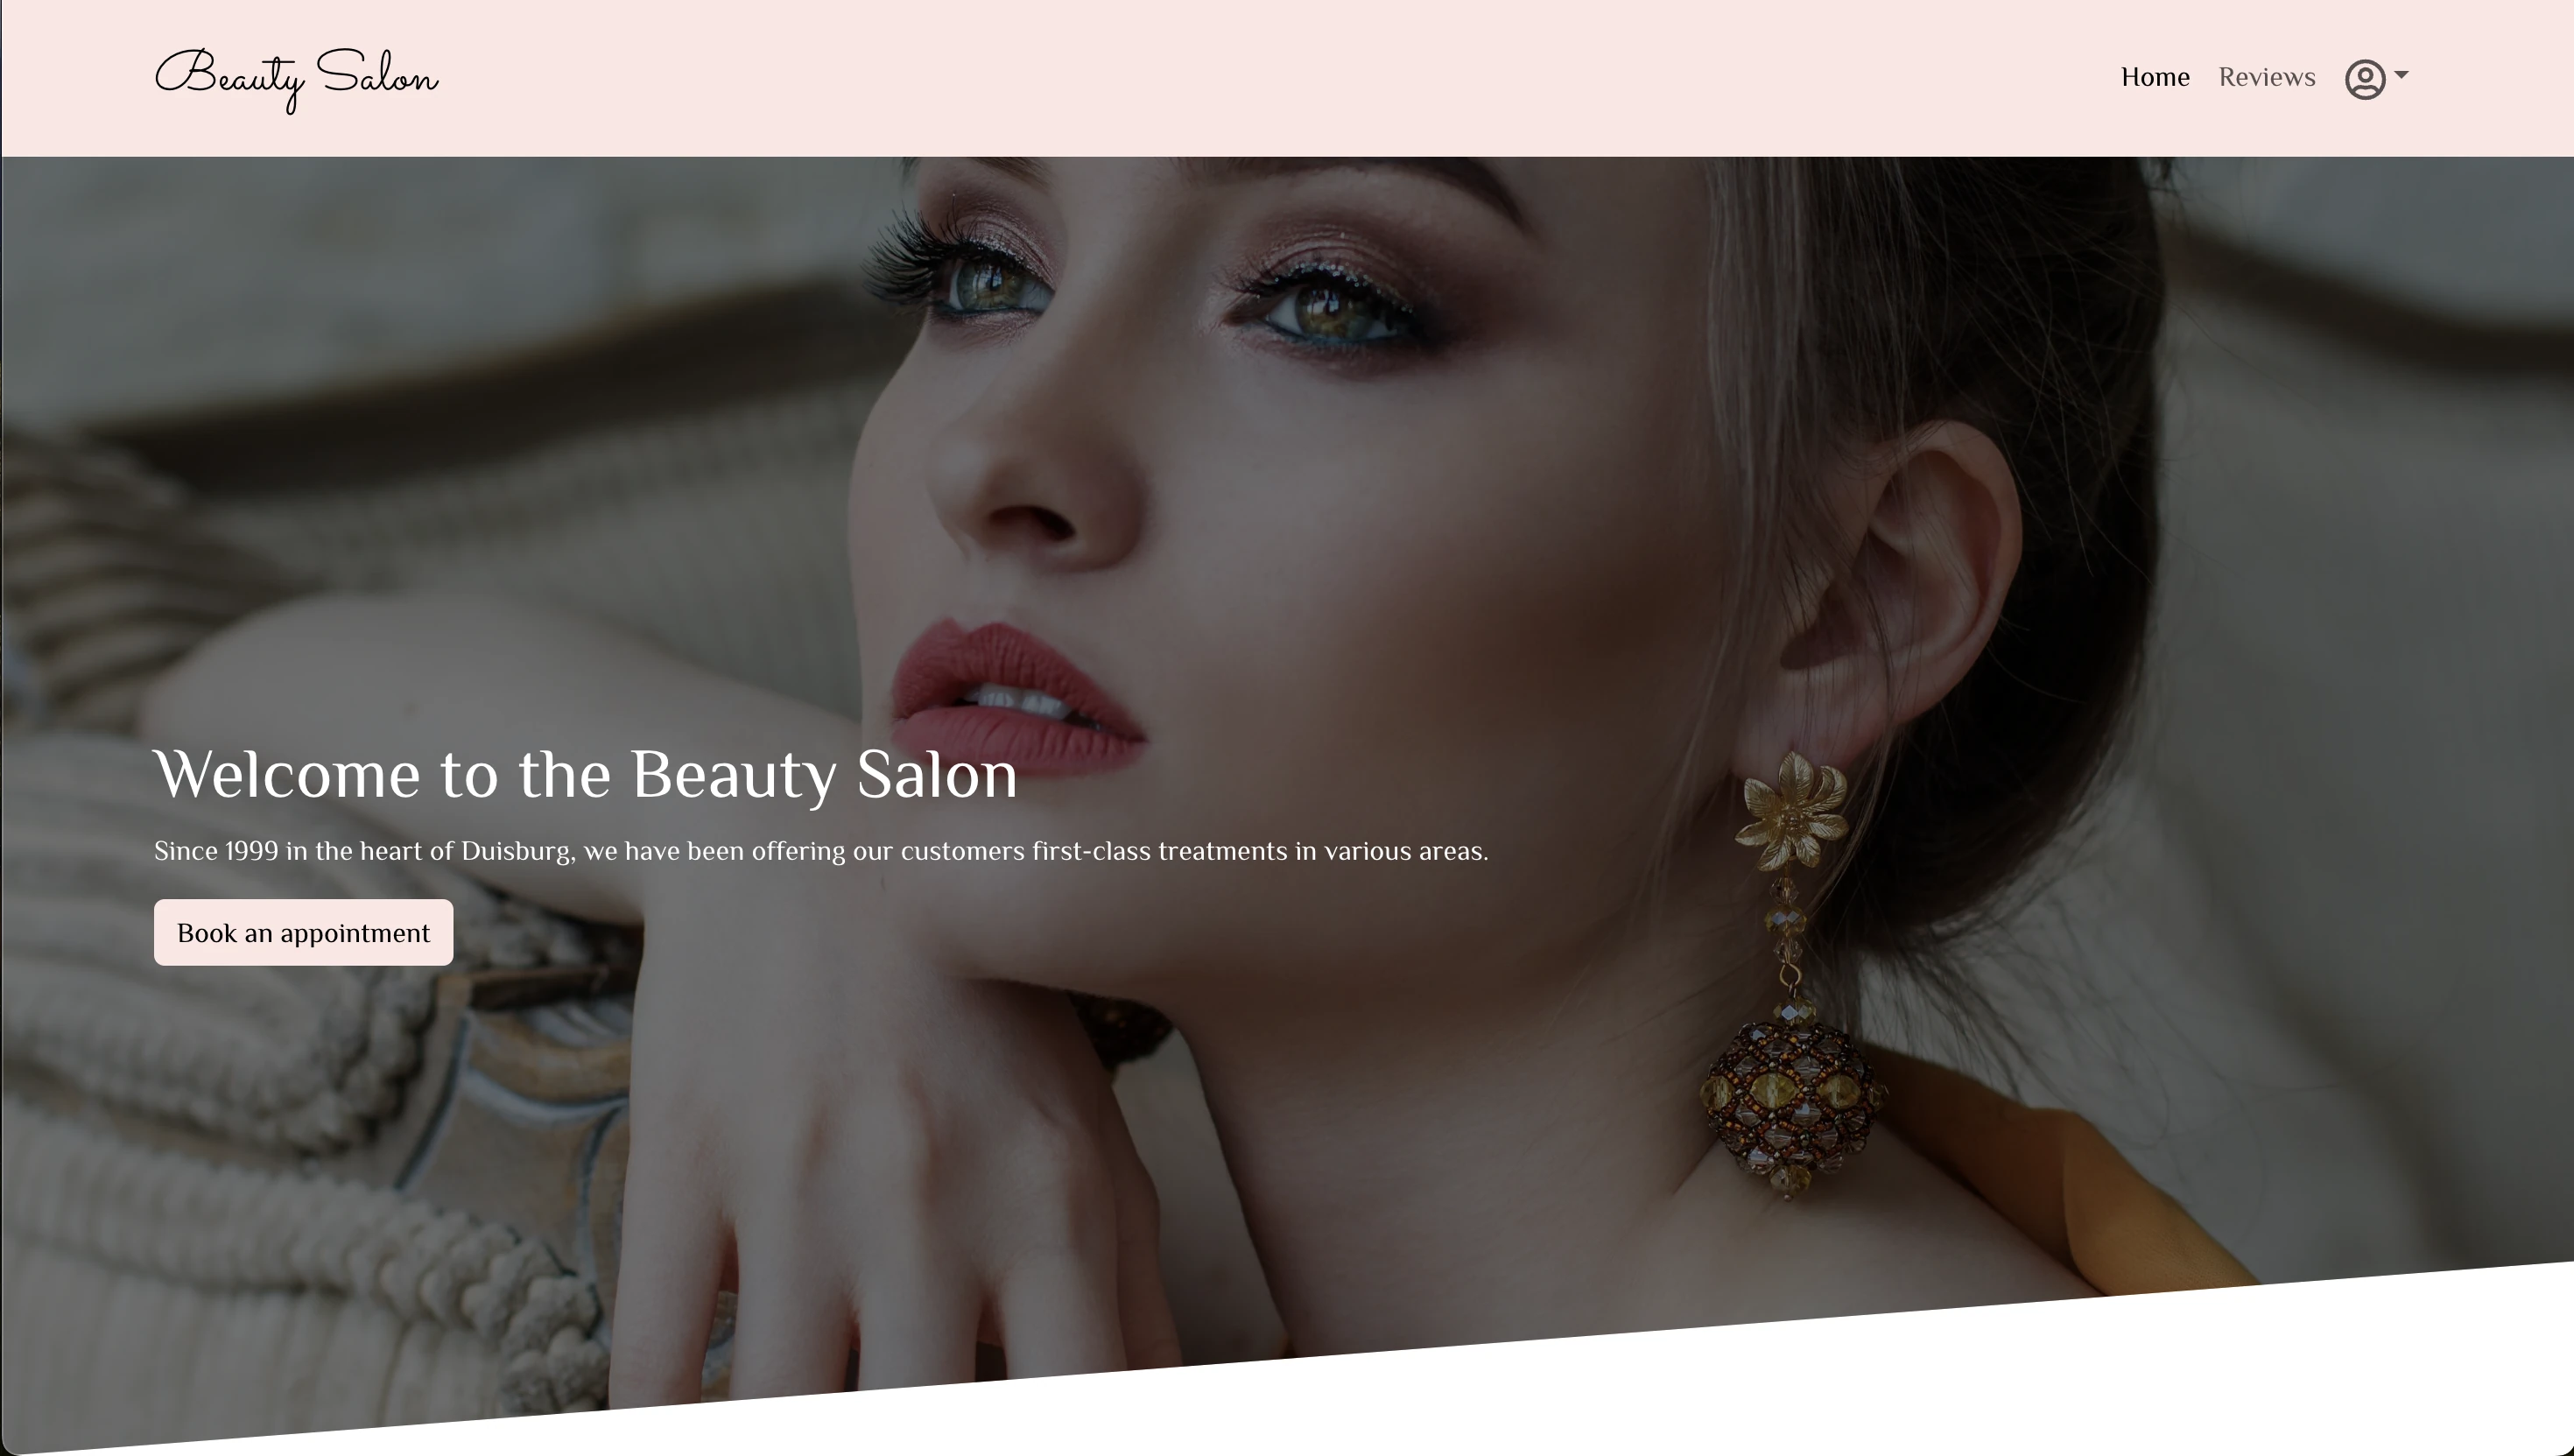 Beauty Salon
Home Reviews
Welcome to the Beauty Salon
Since 1999 in the heart of Duisburg, we have been offering our customers first-class treatments in various areas.
Book an appointment